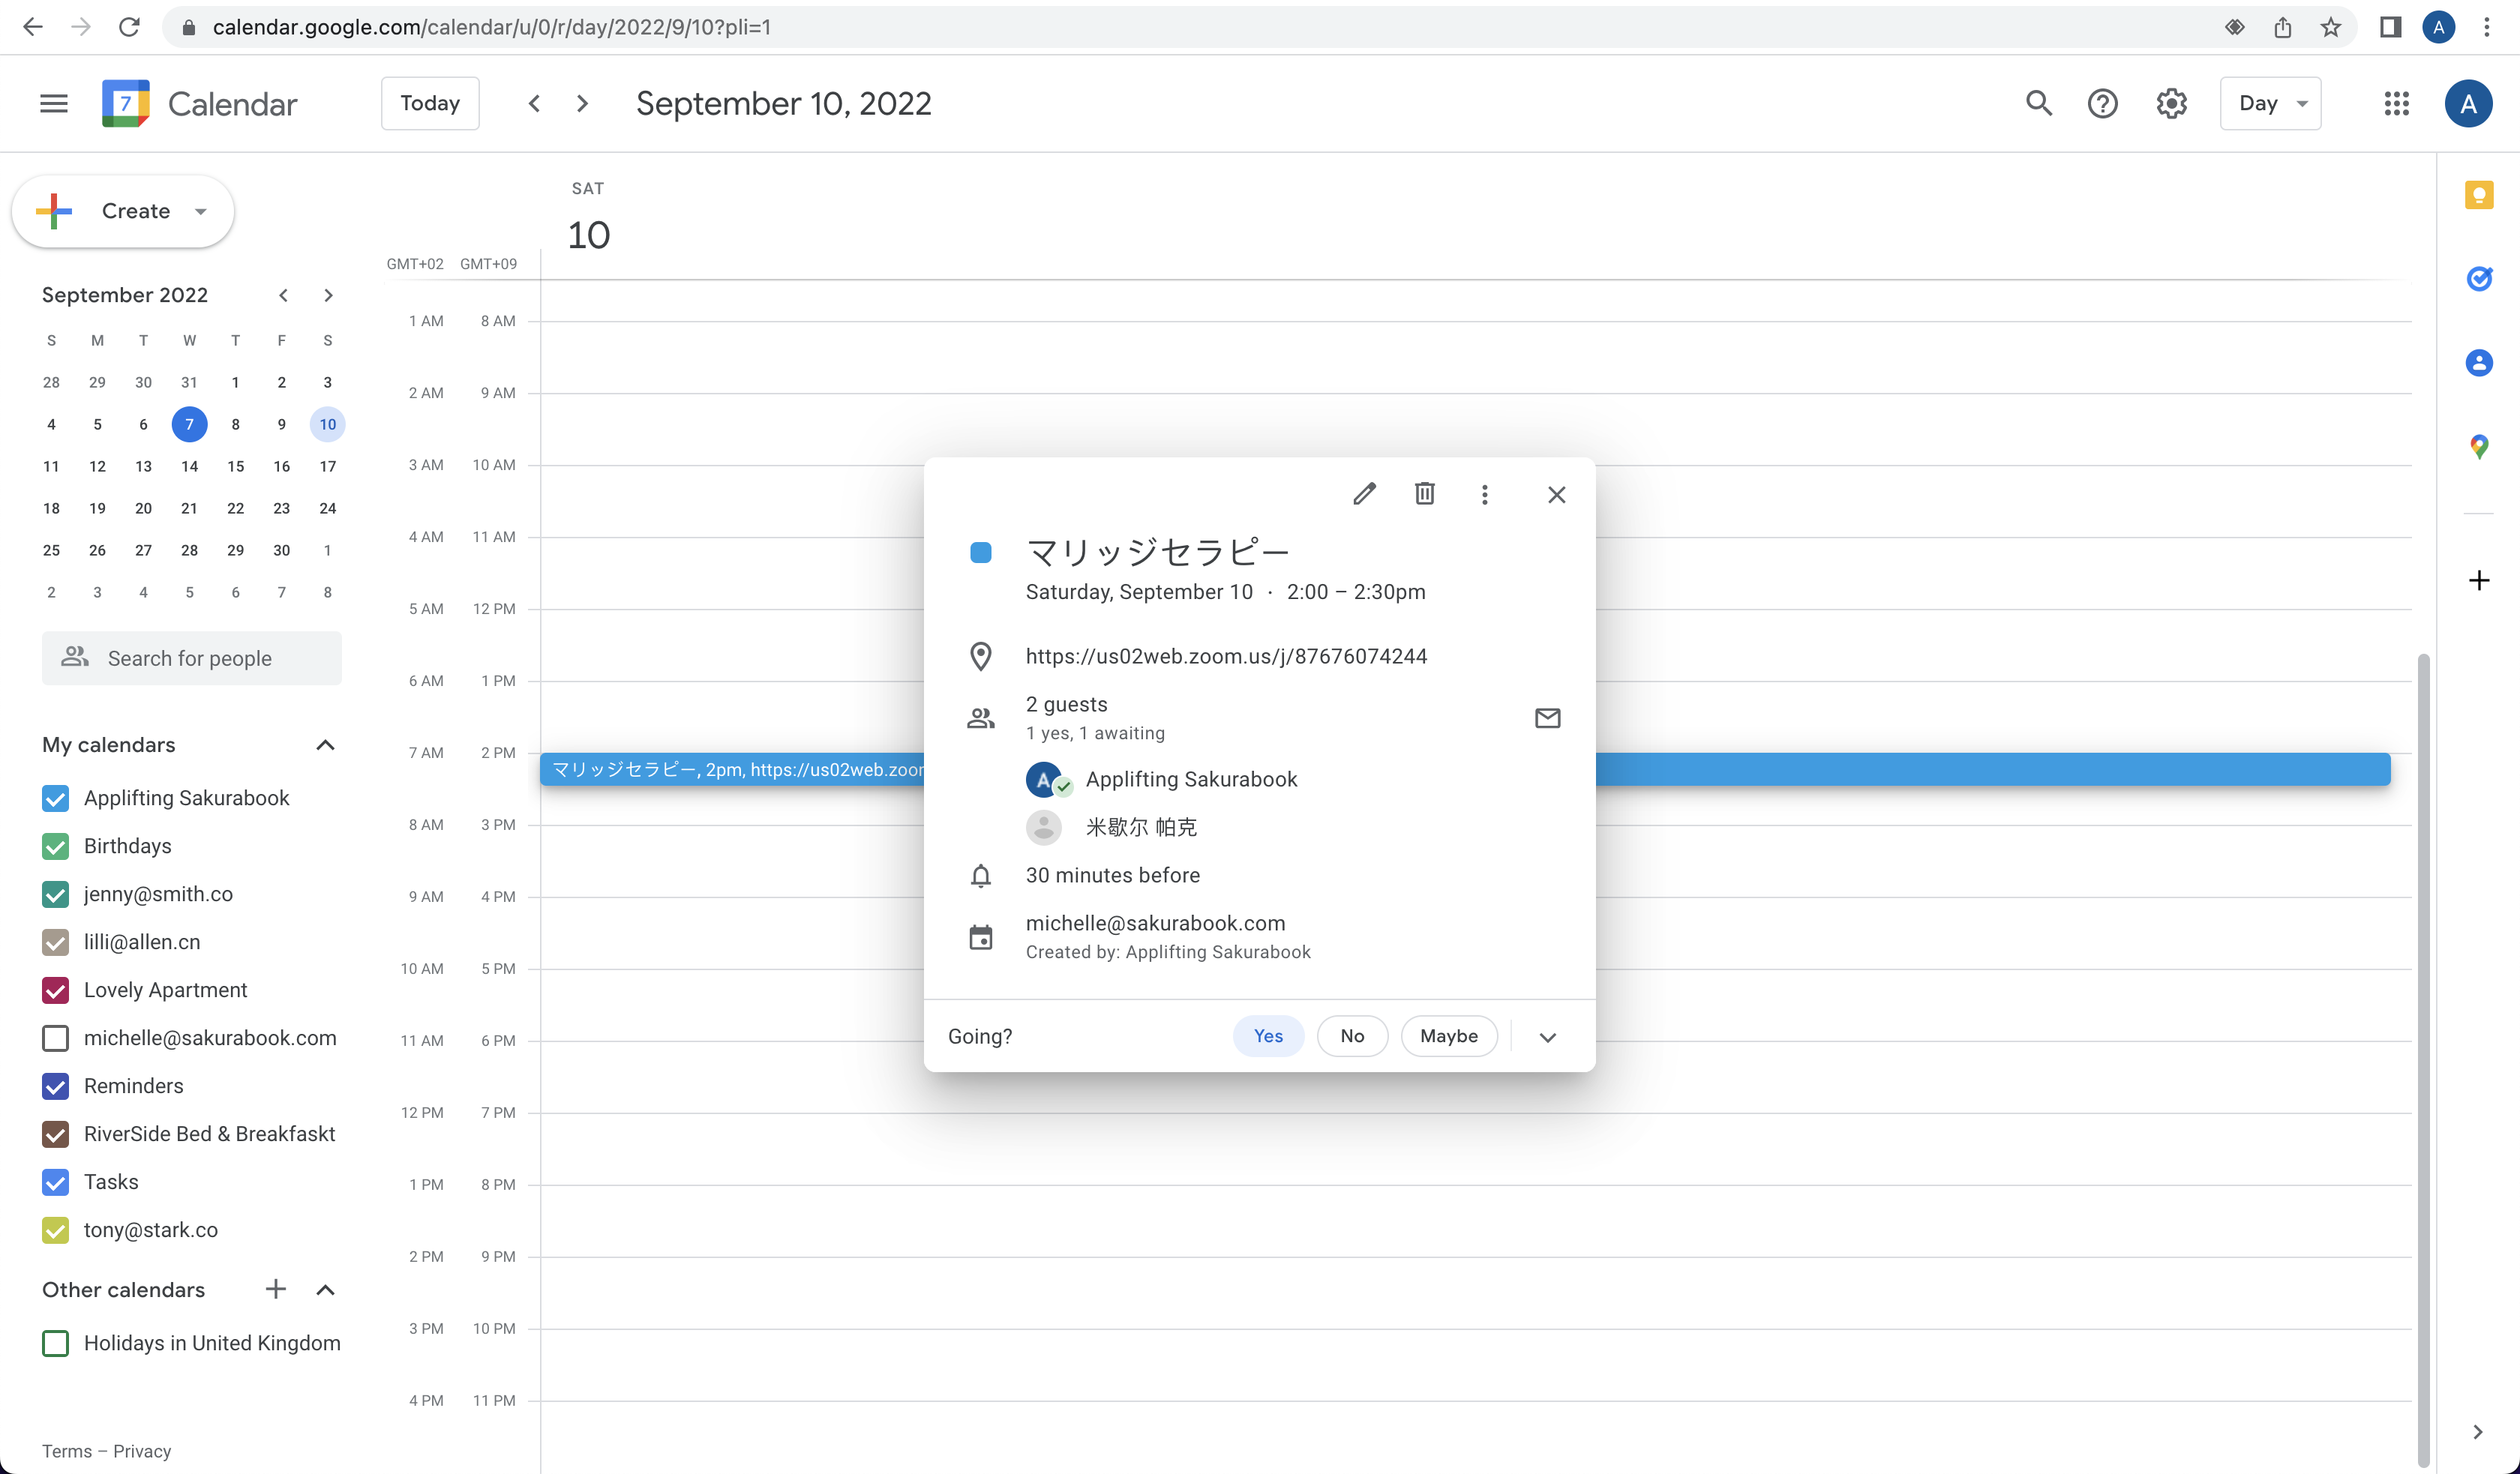 calendar.google.com/calendar/u/0/r/day/2022/9/10?pli=1
A
7
Calendar
Today
September 10, 2022
Day
A
Create
September 2022
S M T W T F S
28 29 30 31 1 2 3
4 5 6 7 8 9 10
11 12 13 14 15 16 17
18 19 20 21 22 23 24
25 26 27 28 29 30 1
2 3 4 5 6 7 8
Search for people
My calendars
Applifting Sakurabook
Birthdays
jenny@smith.co
lilli@allen.cn
Lovely Apartment
michelle@sakurabook.com
Reminders
RiverSide Bed & Breakfaskt
Tasks
tony@stark.co
Other calendars
Holidays in United Kingdom
Terms – Privacy
SAT
10
GMT+02 GMT+09
1 AM 8 AM
2 AM 9 AM
3 AM 10 AM
4 AM 11 AM
5 AM 12 PM
6 AM 1 PM
7 AM 2 PM
マリッジセラピー, 2pm, https://us02web.zoom
8 AM 3 PM
9 AM 4 PM
10 AM 5 PM
11 AM 6 PM
12 PM 7 PM
1 PM 8 PM
2 PM 9 PM
3 PM 10 PM
4 PM 11 PM
マリッジセラピー
Saturday, September 10 · 2:00 – 2:30pm
https://us02web.zoom.us/j/87676074244
2 guests
1 yes, 1 awaiting
A
Applifting Sakurabook
米歇尔 帕克
30 minutes before
michelle@sakurabook.com
Created by: Applifting Sakurabook
Going?
Yes
No
Maybe